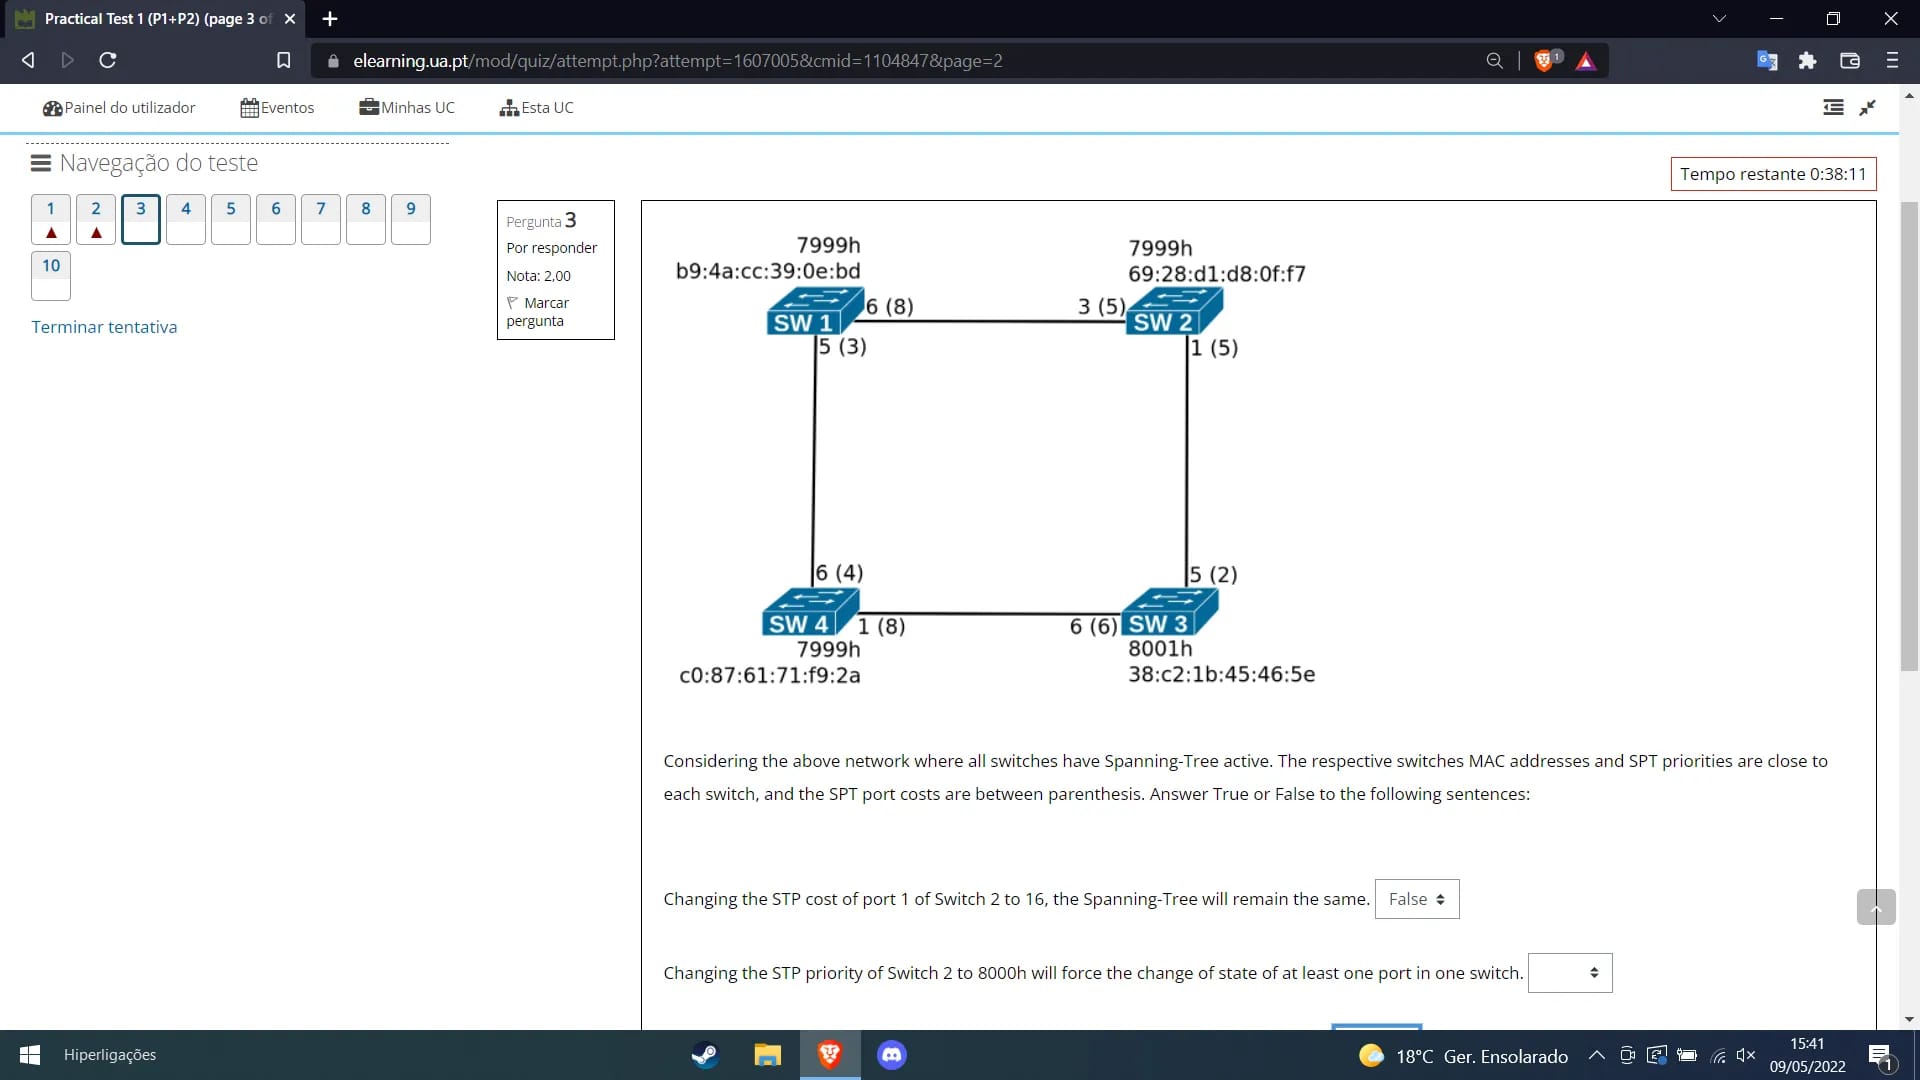 Practical Test 1 (P1+P2) (page 3 of
elearning.ua.pt/mod/quiz/attempt.php?attempt=1607005&cmid=1104847&page=2
1
Painel do utilizador
Eventos
Minhas UC
Esta UC
Navegação do teste
Tempo restante 0:38:11
1
2
3
4
5
6
7
8
9
10
Terminar tentativa
Pergunta 3
Por responder
Nota: 2,00
Marcar
pergunta
7999h
b9:4a:cc:39:0e:bd
7999h
69:28:d1:d8:0f:f7
SW 1
6 (8)
3 (5)
SW 2
5 (3)
1 (5)
6 (4)
5 (2)
SW 4
1 (8)
6 (6)
SW 3
7999h
c0:87:61:71:f9:2a
8001h
38:c2:1b:45:46:5e
Considering the above network where all switches have Spanning-Tree active. The respective switches MAC addresses and SPT priorities are close to
each switch, and the SPT port costs are between parenthesis. Answer True or False to the following sentences:
Changing the STP cost of port 1 of Switch 2 to 16, the Spanning-Tree will remain the same. False
Changing the STP priority of Switch 2 to 8000h will force the change of state of at least one port in one switch.
Hiperligações
18°C Ger. Ensolarado
15:41
09/05/2022
1